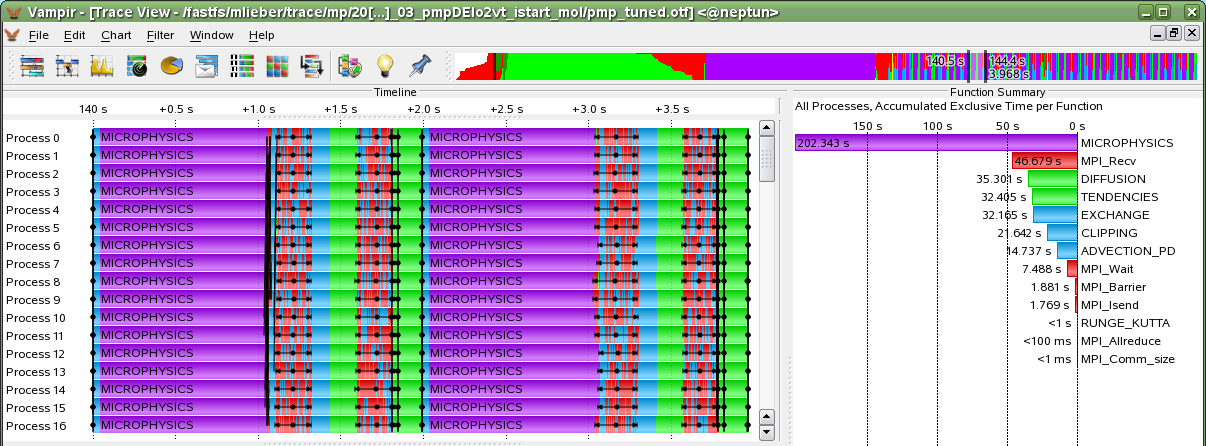 Vampir - [Trace View - /fastfs/mlieber/trace/mp/20[...]_03_pmpDElo2vt_istart_mol/pmp_tuned.otf] <@neptun>
File Edit Chart Filter Window Help
140.5 s 144.4 s
3.968 s
Timeline
140 s +0.5 s +1.0 s +1.5 s +2.0 s +2.5 s +3.0 s +3.5 s
Process 0 MICROPHYSICS MICROPHYSICS
Process 1 MICROPHYSICS MICROPHYSICS
Process 2 MICROPHYSICS MICROPHYSICS
Process 3 MICROPHYSICS MICROPHYSICS
Process 4 MICROPHYSICS MICROPHYSICS
Process 5 MICROPHYSICS MICROPHYSICS
Process 6 MICROPHYSICS MICROPHYSICS
Process 7 MICROPHYSICS MICROPHYSICS
Process 8 MICROPHYSICS MICROPHYSICS
Process 9 MICROPHYSICS MICROPHYSICS
Process 10 MICROPHYSICS MICROPHYSICS
Process 11 MICROPHYSICS MICROPHYSICS
Process 12 MICROPHYSICS MICROPHYSICS
Process 13 MICROPHYSICS MICROPHYSICS
Process 14 MICROPHYSICS MICROPHYSICS
Process 15 MICROPHYSICS MICROPHYSICS
Process 16 MICROPHYSICS MICROPHYSICS
Function Summary
All Processes, Accumulated Exclusive Time per Function
150 s 100 s 50 s 0 s
202.343 s MICROPHYSICS
46.679 s MPI_Recv
35.301 s DIFFUSION
32.405 s TENDENCIES
32.165 s EXCHANGE
21.642 s CLIPPING
14.737 s ADVECTION_PD
7.488 s MPI_Wait
1.881 s MPI_Barrier
1.769 s MPI_Isend
<1 s RUNGE_KUTTA
<100 ms MPI_Allreduce
<1 ms MPI_Comm_size